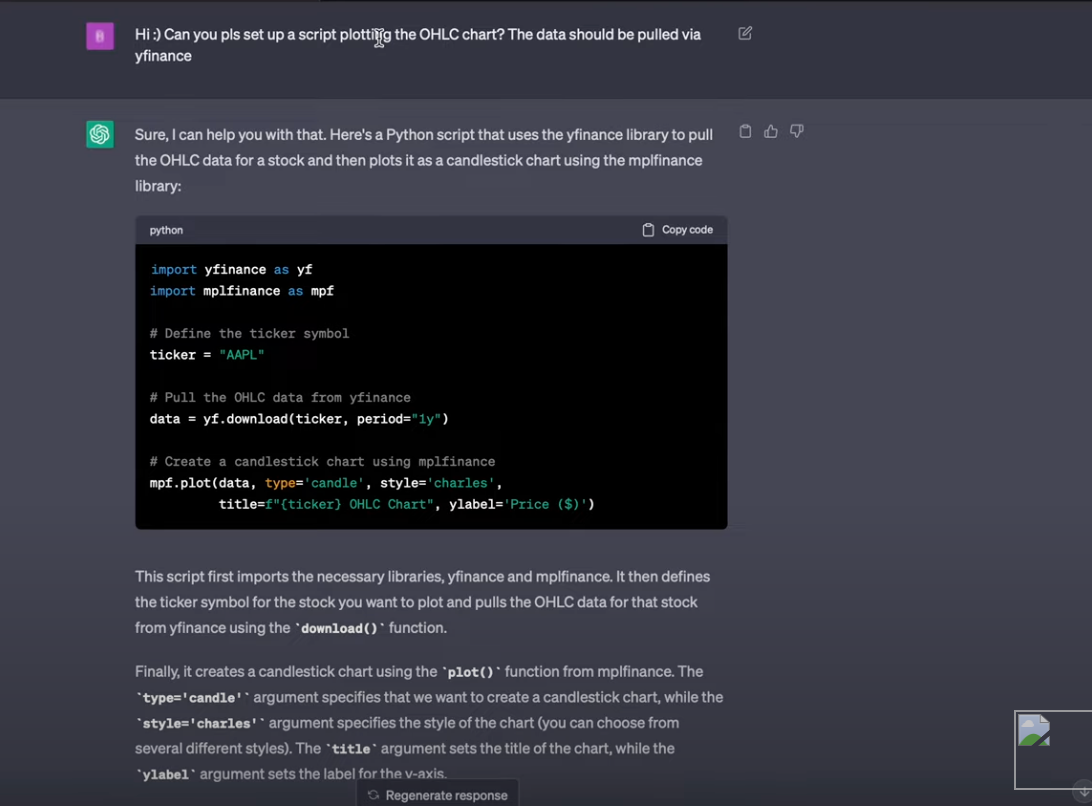 Hi :) Can you pls set up a script plotting the OHLC chart? The data should be pulled via
yfinance
Sure, I can help you with that. Here's a Python script that uses the yfinance library to pull
the OHLC data for a stock and then plots it as a candlestick chart using the mplfinance
library:
python
Copy code
import yfinance as yf
import mplfinance as mpf
# Define the ticker symbol
ticker = "AAPL"
# Pull the OHLC data from yfinance
data = yf.download(ticker, period="1y")
# Create a candlestick chart using mplfinance
mpf.plot(data, type='candle', style='charles',
title=f"{ticker} OHLC Chart", ylabel='Price ($)')
This script first imports the necessary libraries, yfinance and mplfinance. It then defines
the ticker symbol for the stock you want to plot and pulls the OHLC data for that stock
from yfinance using the `download()` function.
Finally, it creates a candlestick chart using the `plot()` function from mplfinance. The
`type='candle'` argument specifies that we want to create a candlestick chart, while the
`style='charles'` argument specifies the style of the chart (you can choose from
several different styles). The `title` argument sets the title of the chart, while the
`ylabel` argument sets the label for the y-axis.
Regenerate response